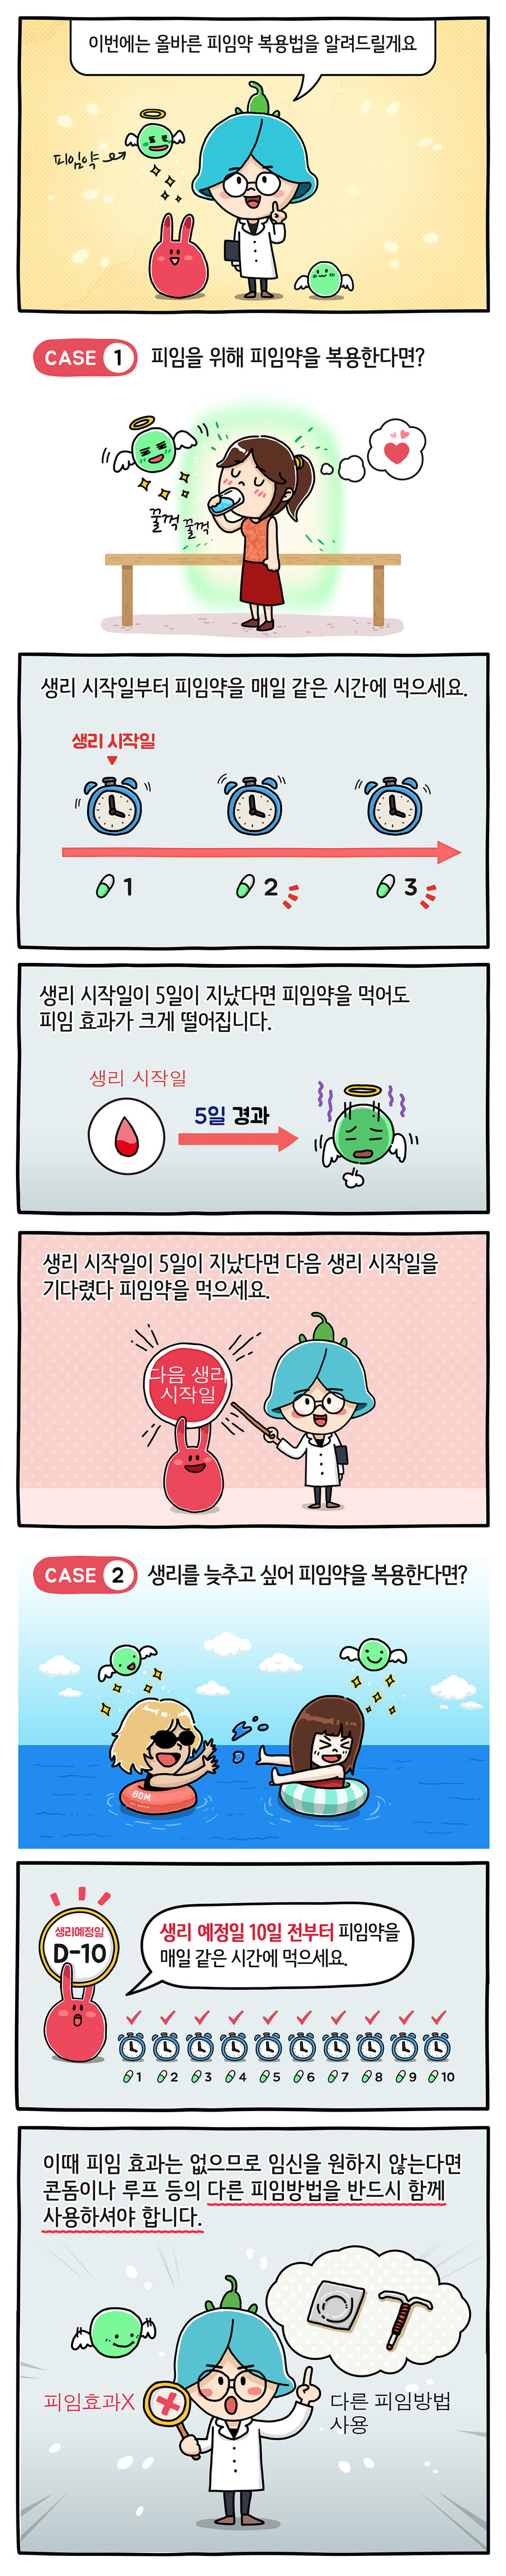 이번에는 올바른 피임약 복용법을 알려드릴게요
피임약
CASE 1 피임을 위해 피임약을 복용한다면?
꿀꺽 꿀꺽
생리 시작일부터 피임약을 매일 같은 시간에 먹으세요.
생리 시작일
1 2 3
생리 시작일이 5일이 지났다면 피임약을 먹어도
피임 효과가 크게 떨어집니다.
생리 시작일
5일 경과
생리 시작일이 5일이 지났다면 다음 생리 시작일을
기다렸다 피임약을 먹으세요.
다음 생리
시작일
CASE 2 생리를 늦추고 싶어 피임약을 복용한다면?
BOM
생리예정일
D-10
생리 예정일 10일 전부터 피임약을
매일 같은 시간에 먹으세요.
1 2 3 4 5 6 7 8 9 10
이때 피임 효과는 없으므로 임신을 원하지 않는다면
콘돔이나 루프 등의 다른 피임방법을 반드시 함께
사용하셔야 합니다.
피임효과X
다른 피임방법
사용